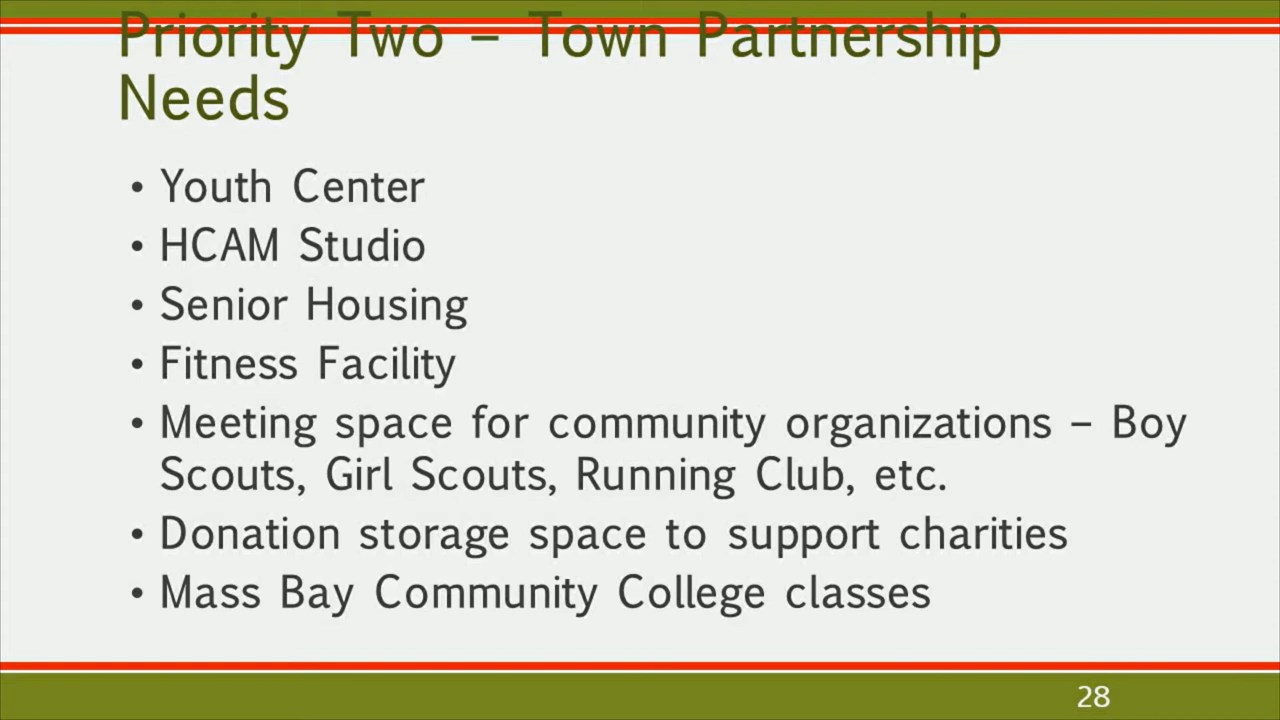 Priority Two – Town Partnership
Needs
• Youth Center
• HCAM Studio
• Senior Housing
• Fitness Facility
• Meeting space for community organizations – Boy
Scouts, Girl Scouts, Running Club, etc.
• Donation storage space to support charities
• Mass Bay Community College classes
28